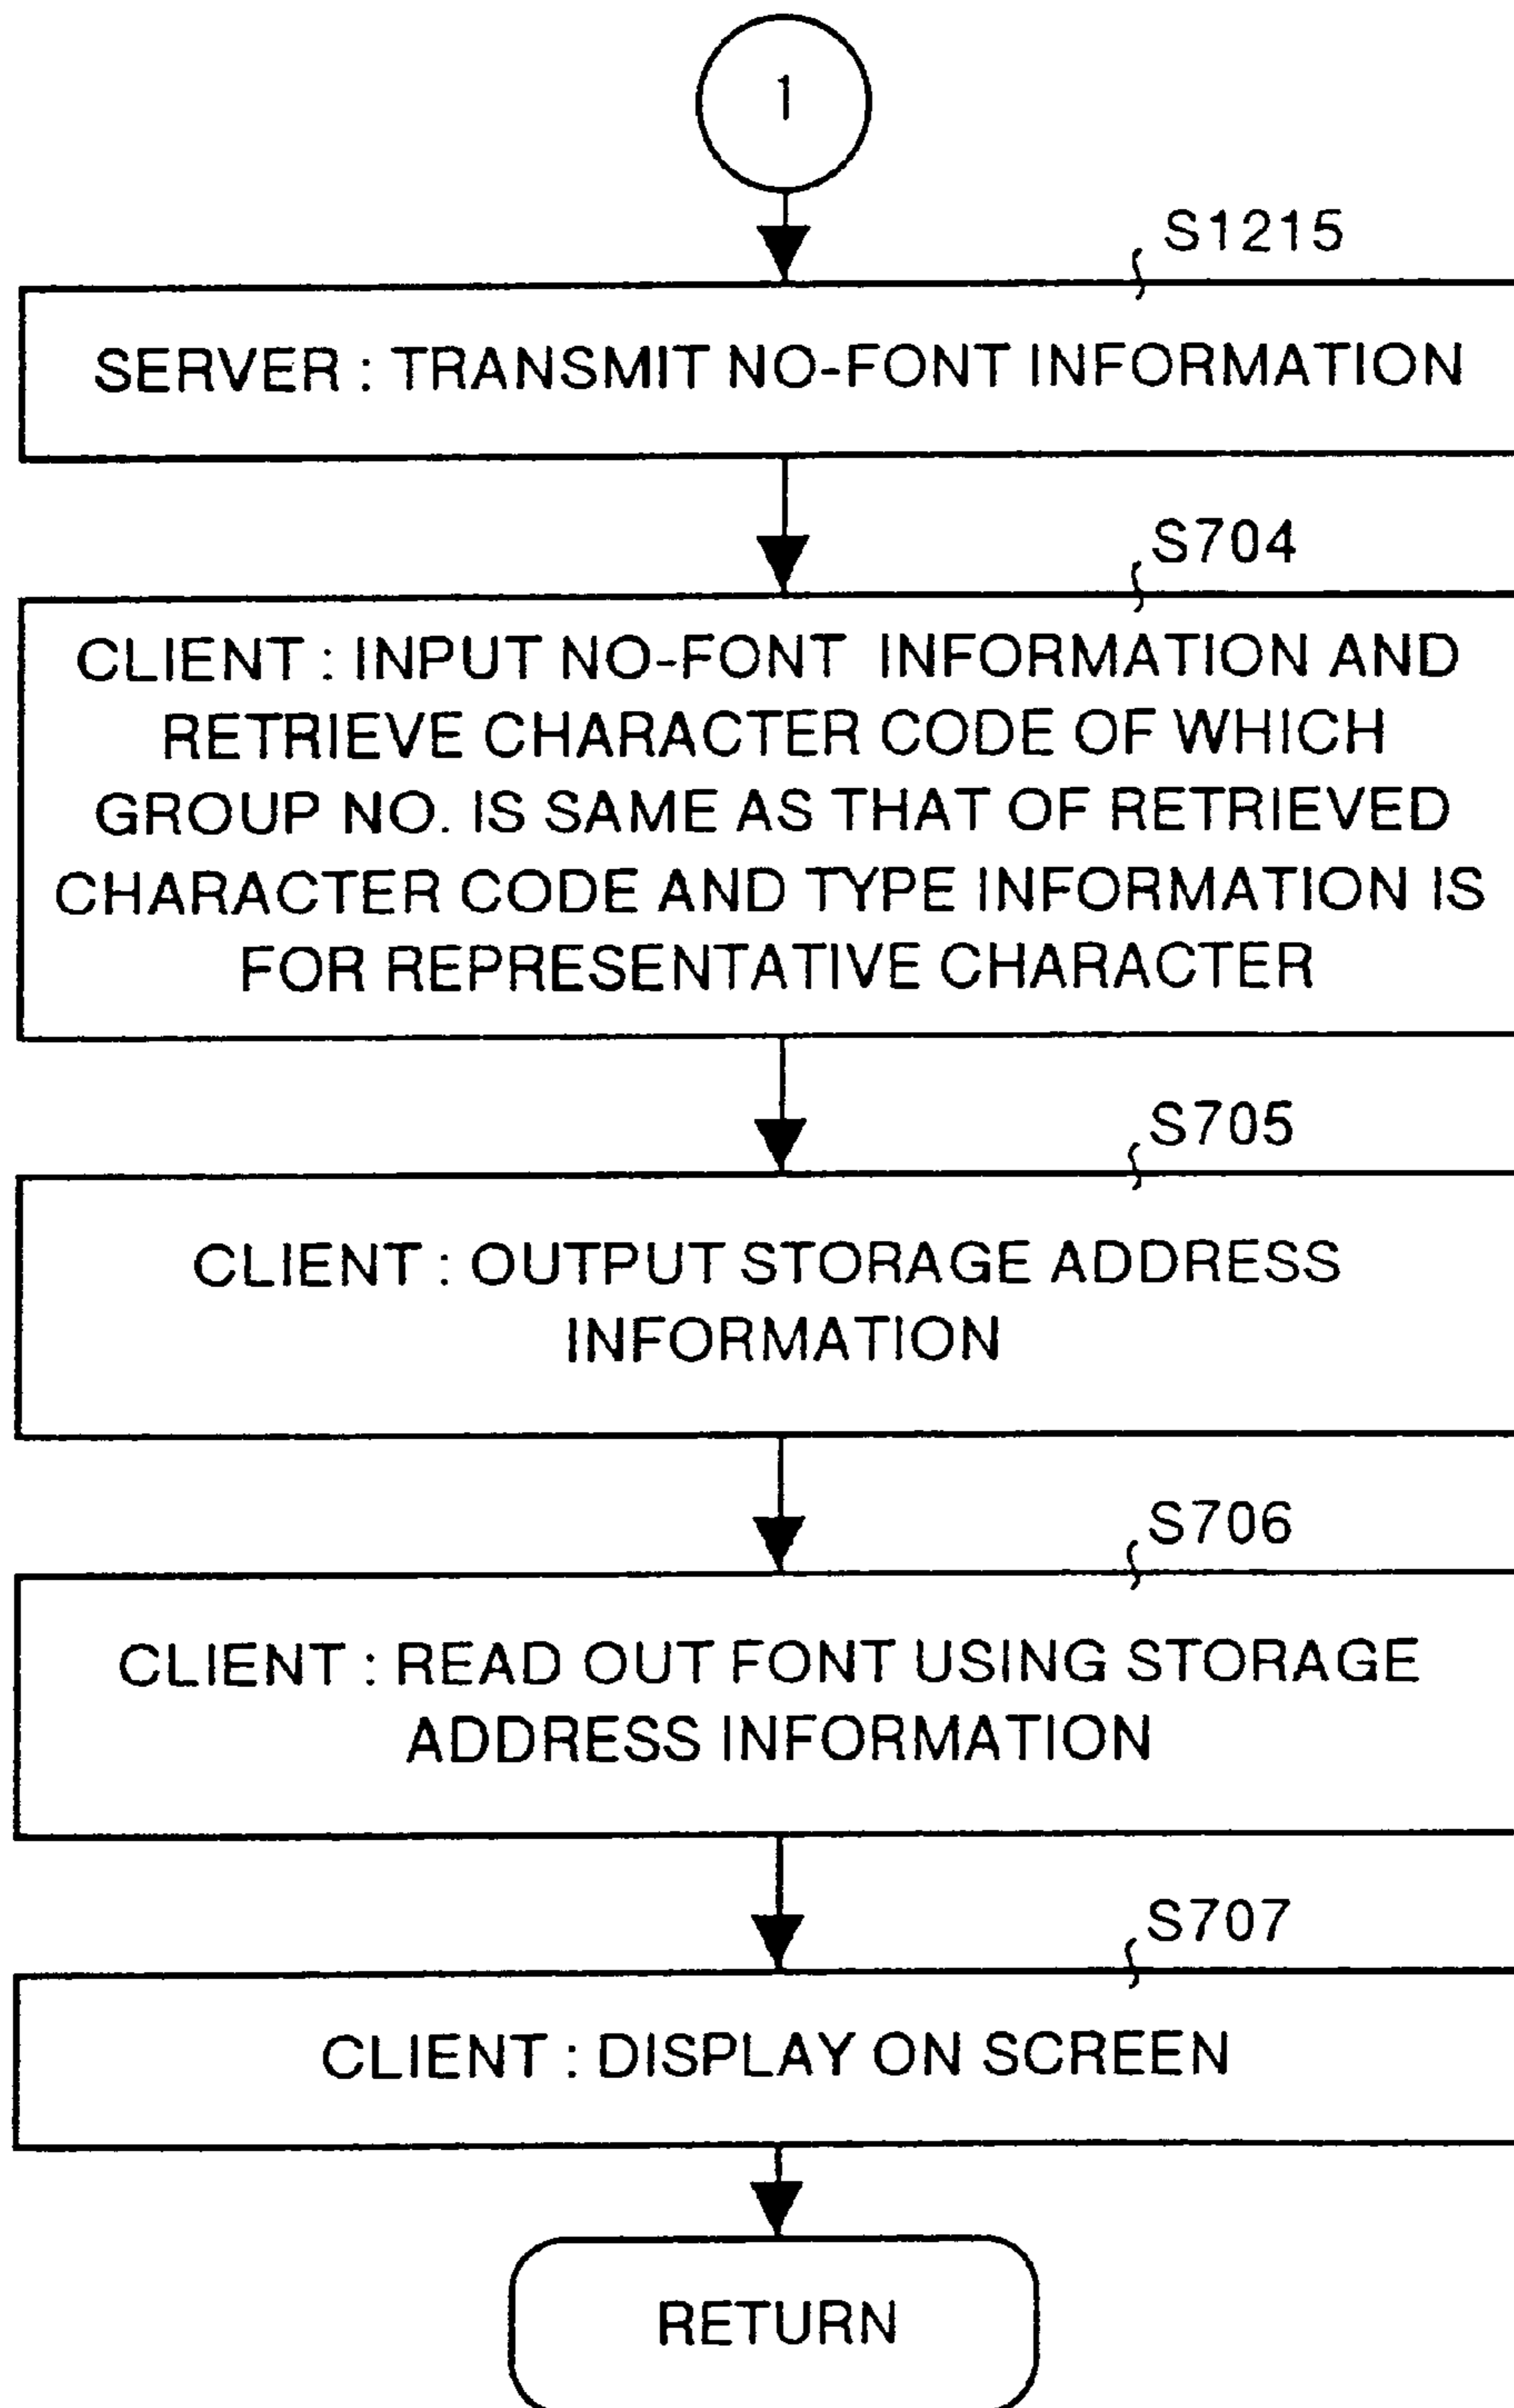 1
S1215
SERVER : TRANSMIT NO-FONT INFORMATION
S704
CLIENT : INPUT NO-FONT INFORMATION AND
RETRIEVE CHARACTER CODE OF WHICH
GROUP NO. IS SAME AS THAT OF RETRIEVED
CHARACTER CODE AND TYPE INFORMATION IS
FOR REPRESENTATIVE CHARACTER
S705
CLIENT : OUTPUT STORAGE ADDRESS
INFORMATION
S706
CLIENT : READ OUT FONT USING STORAGE
ADDRESS INFORMATION
S707
CLIENT : DISPLAY ON SCREEN
RETURN